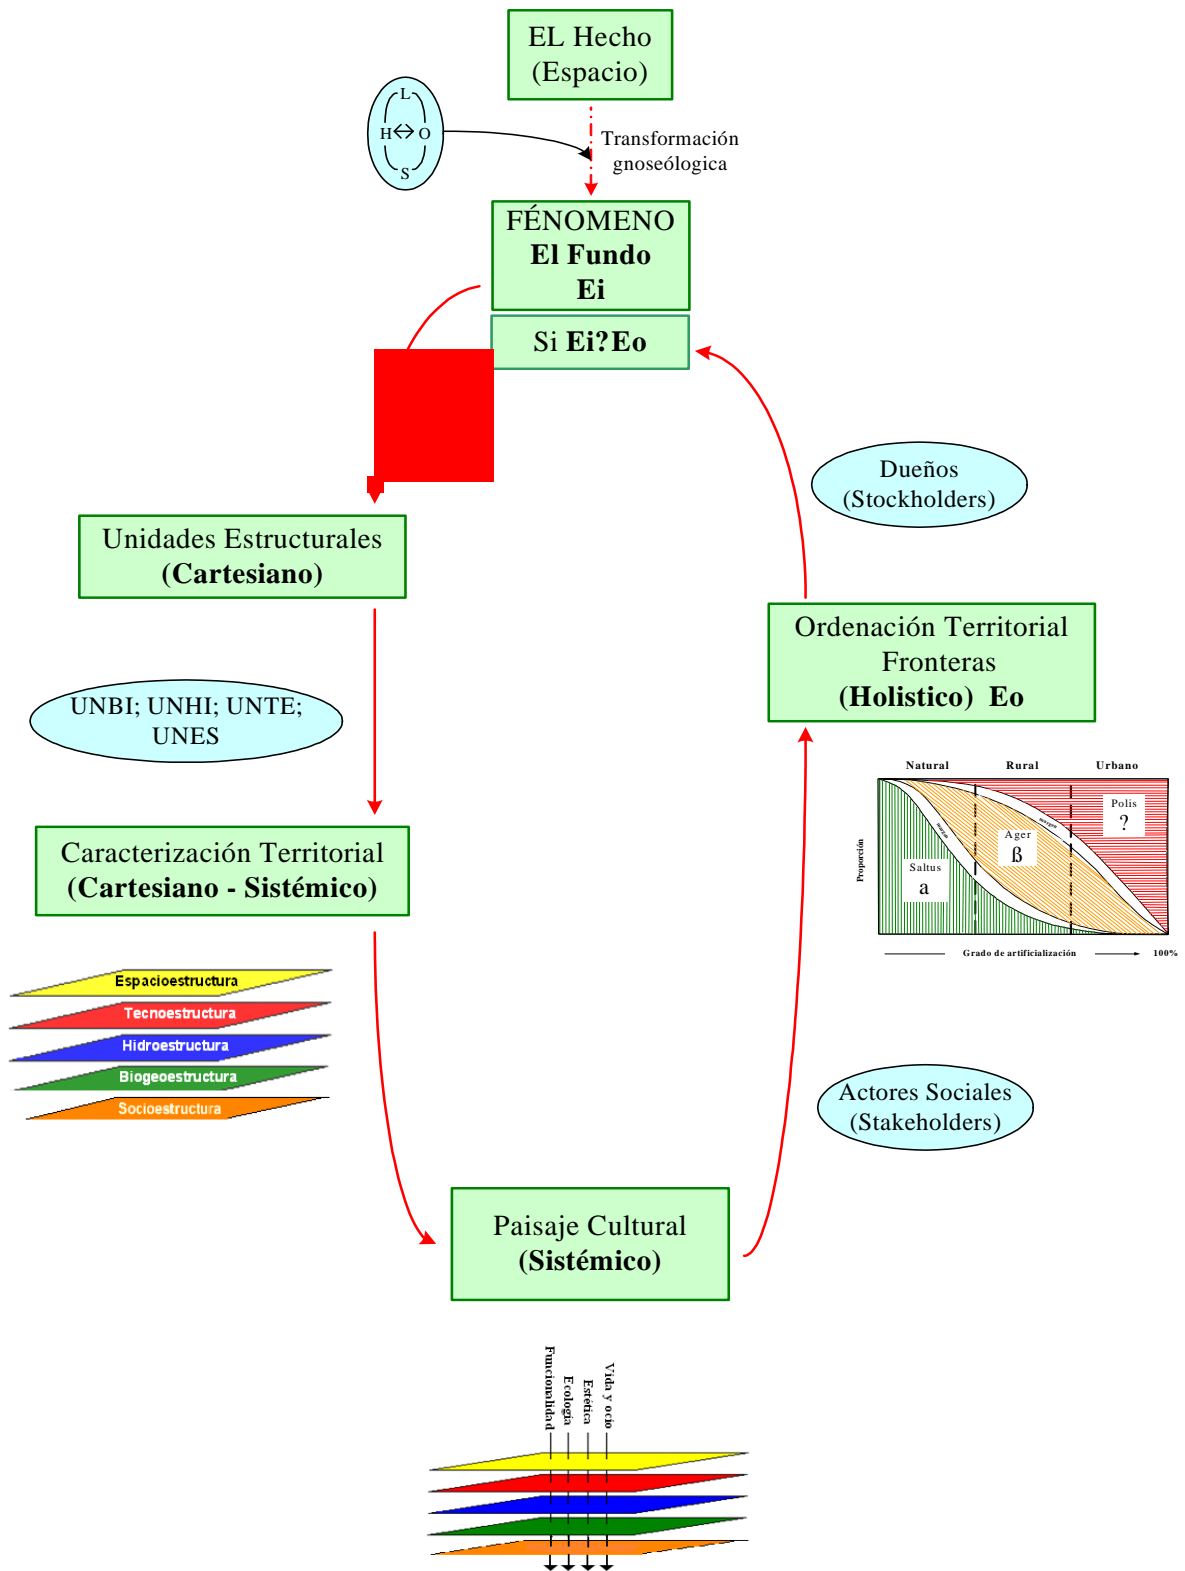 EL Hecho
(Espacio)
L
H O
S
Transformación
gnoseólogica
FÉNOMENO
El Fundo
Ei
Si Ei?Eo
Dueños
(Stockholders)
Unidades Estructurales
(Cartesiano)
Ordenación Territorial
Fronteras
(Holistico) Eo
UNBI; UNHI; UNTE;
UNES
Natural Rural Urbano
Polis
?
margen
margen
Ager
ß
Saltus
a
Proporción
Grado de artificialización 100%
Caracterización Territorial
(Cartesiano - Sistémico)
Espacioestructura
Tecnoestructura
Hidroestructura
Biogeoestructura
Socioestructura
Actores Sociales
(Stakeholders)
Paisaje Cultural
(Sistémico)
Funcionalidad
Ecología
Estética
Vida y ocio